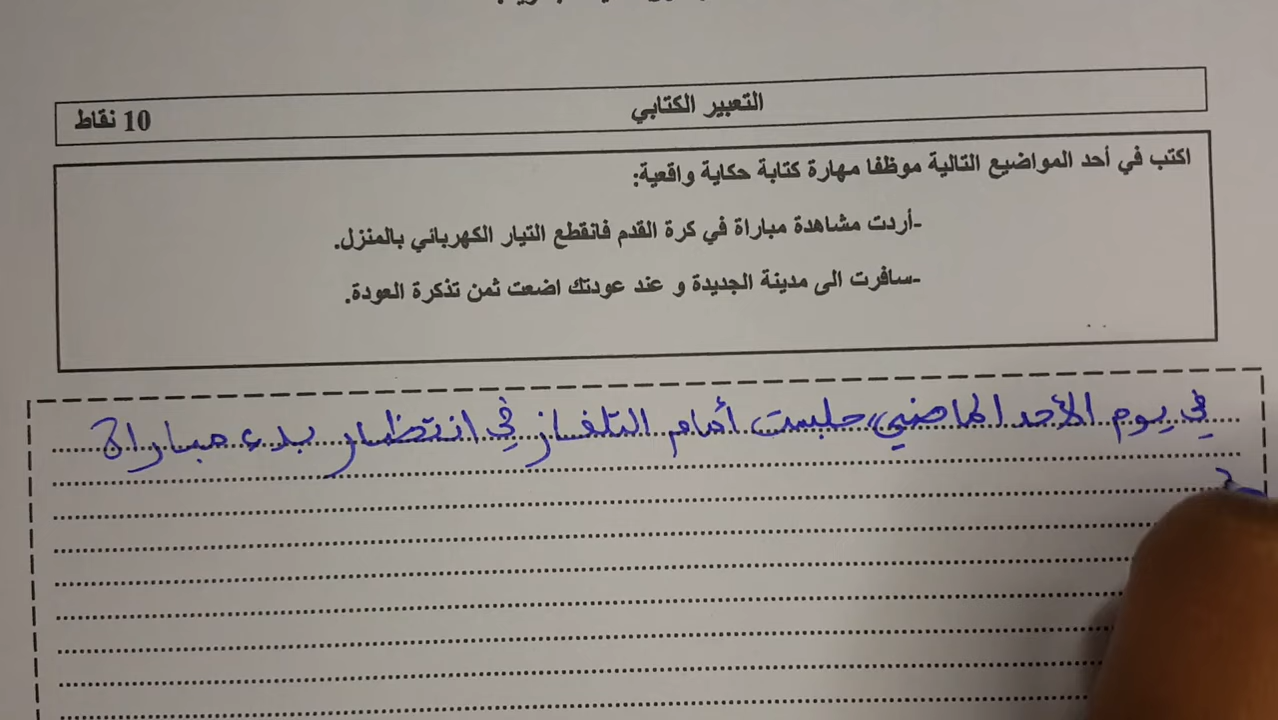 التعبير الكتابي
10 نقاط
اكتب في أحد المواضيع التالية موظفا مهارة كتابة حكاية واقعية:
-أردت مشاهدة مباراة في كرة القدم فانقطع التيار الكهربائي بالمنزل.
-سافرت الى مدينة الجديدة و عند عودتك اضعت ثمن تذكرة العودة.
في يوم الأحد الماضي، جلست أمام التلفاز في انتظار بدء مباراة